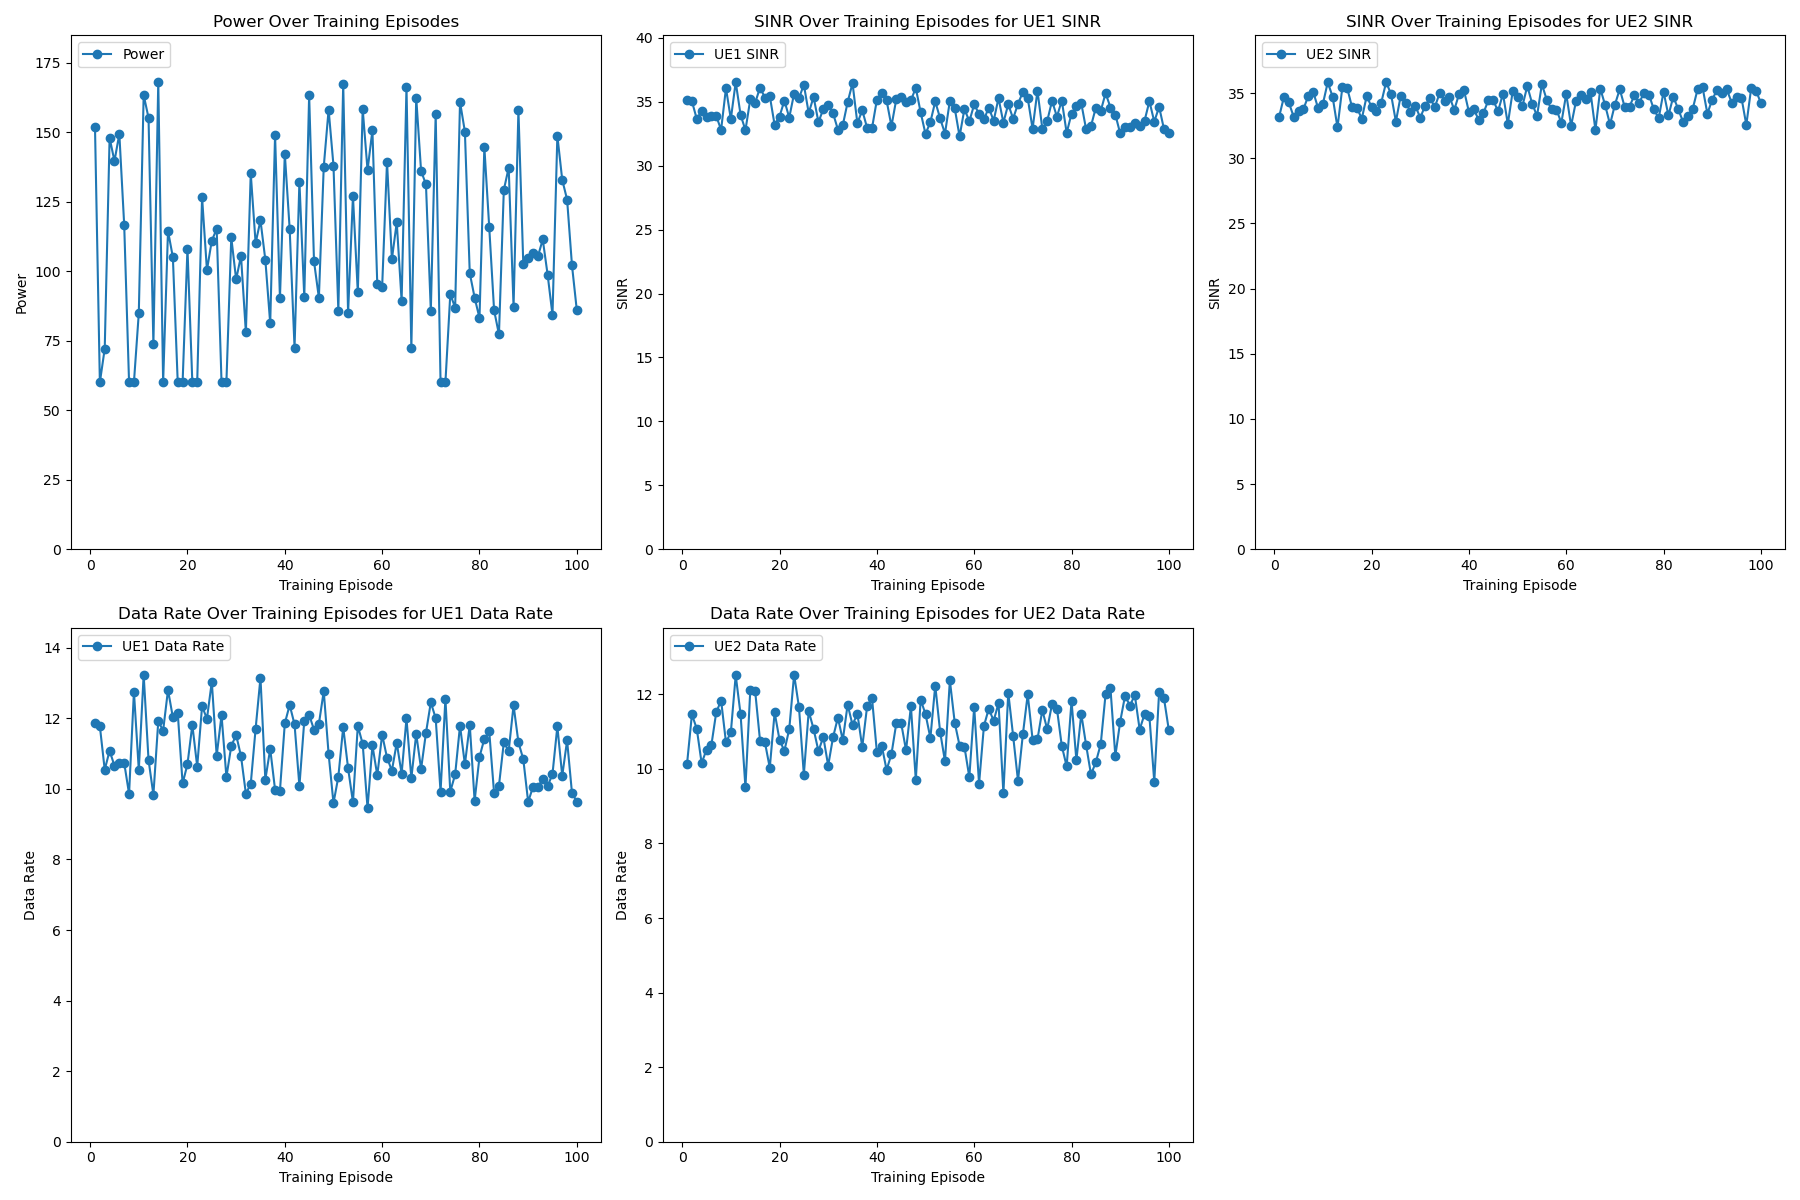 Power Over Training Episodes
Power
175
150
125
100
75
50
25
0
Power
0 20 40 60 80 100
Training Episode
SINR Over Training Episodes for UE1 SINR
UE1 SINR
40
35
30
25
20
15
10
5
0
SINR
0 20 40 60 80 100
Training Episode
SINR Over Training Episodes for UE2 SINR
UE2 SINR
35
30
25
20
15
10
5
0
SINR
0 20 40 60 80 100
Training Episode
Data Rate Over Training Episodes for UE1 Data Rate
UE1 Data Rate
14
12
10
8
6
4
2
0
Data Rate
0 20 40 60 80 100
Training Episode
Data Rate Over Training Episodes for UE2 Data Rate
UE2 Data Rate
12
10
8
6
4
2
0
Data Rate
0 20 40 60 80 100
Training Episode